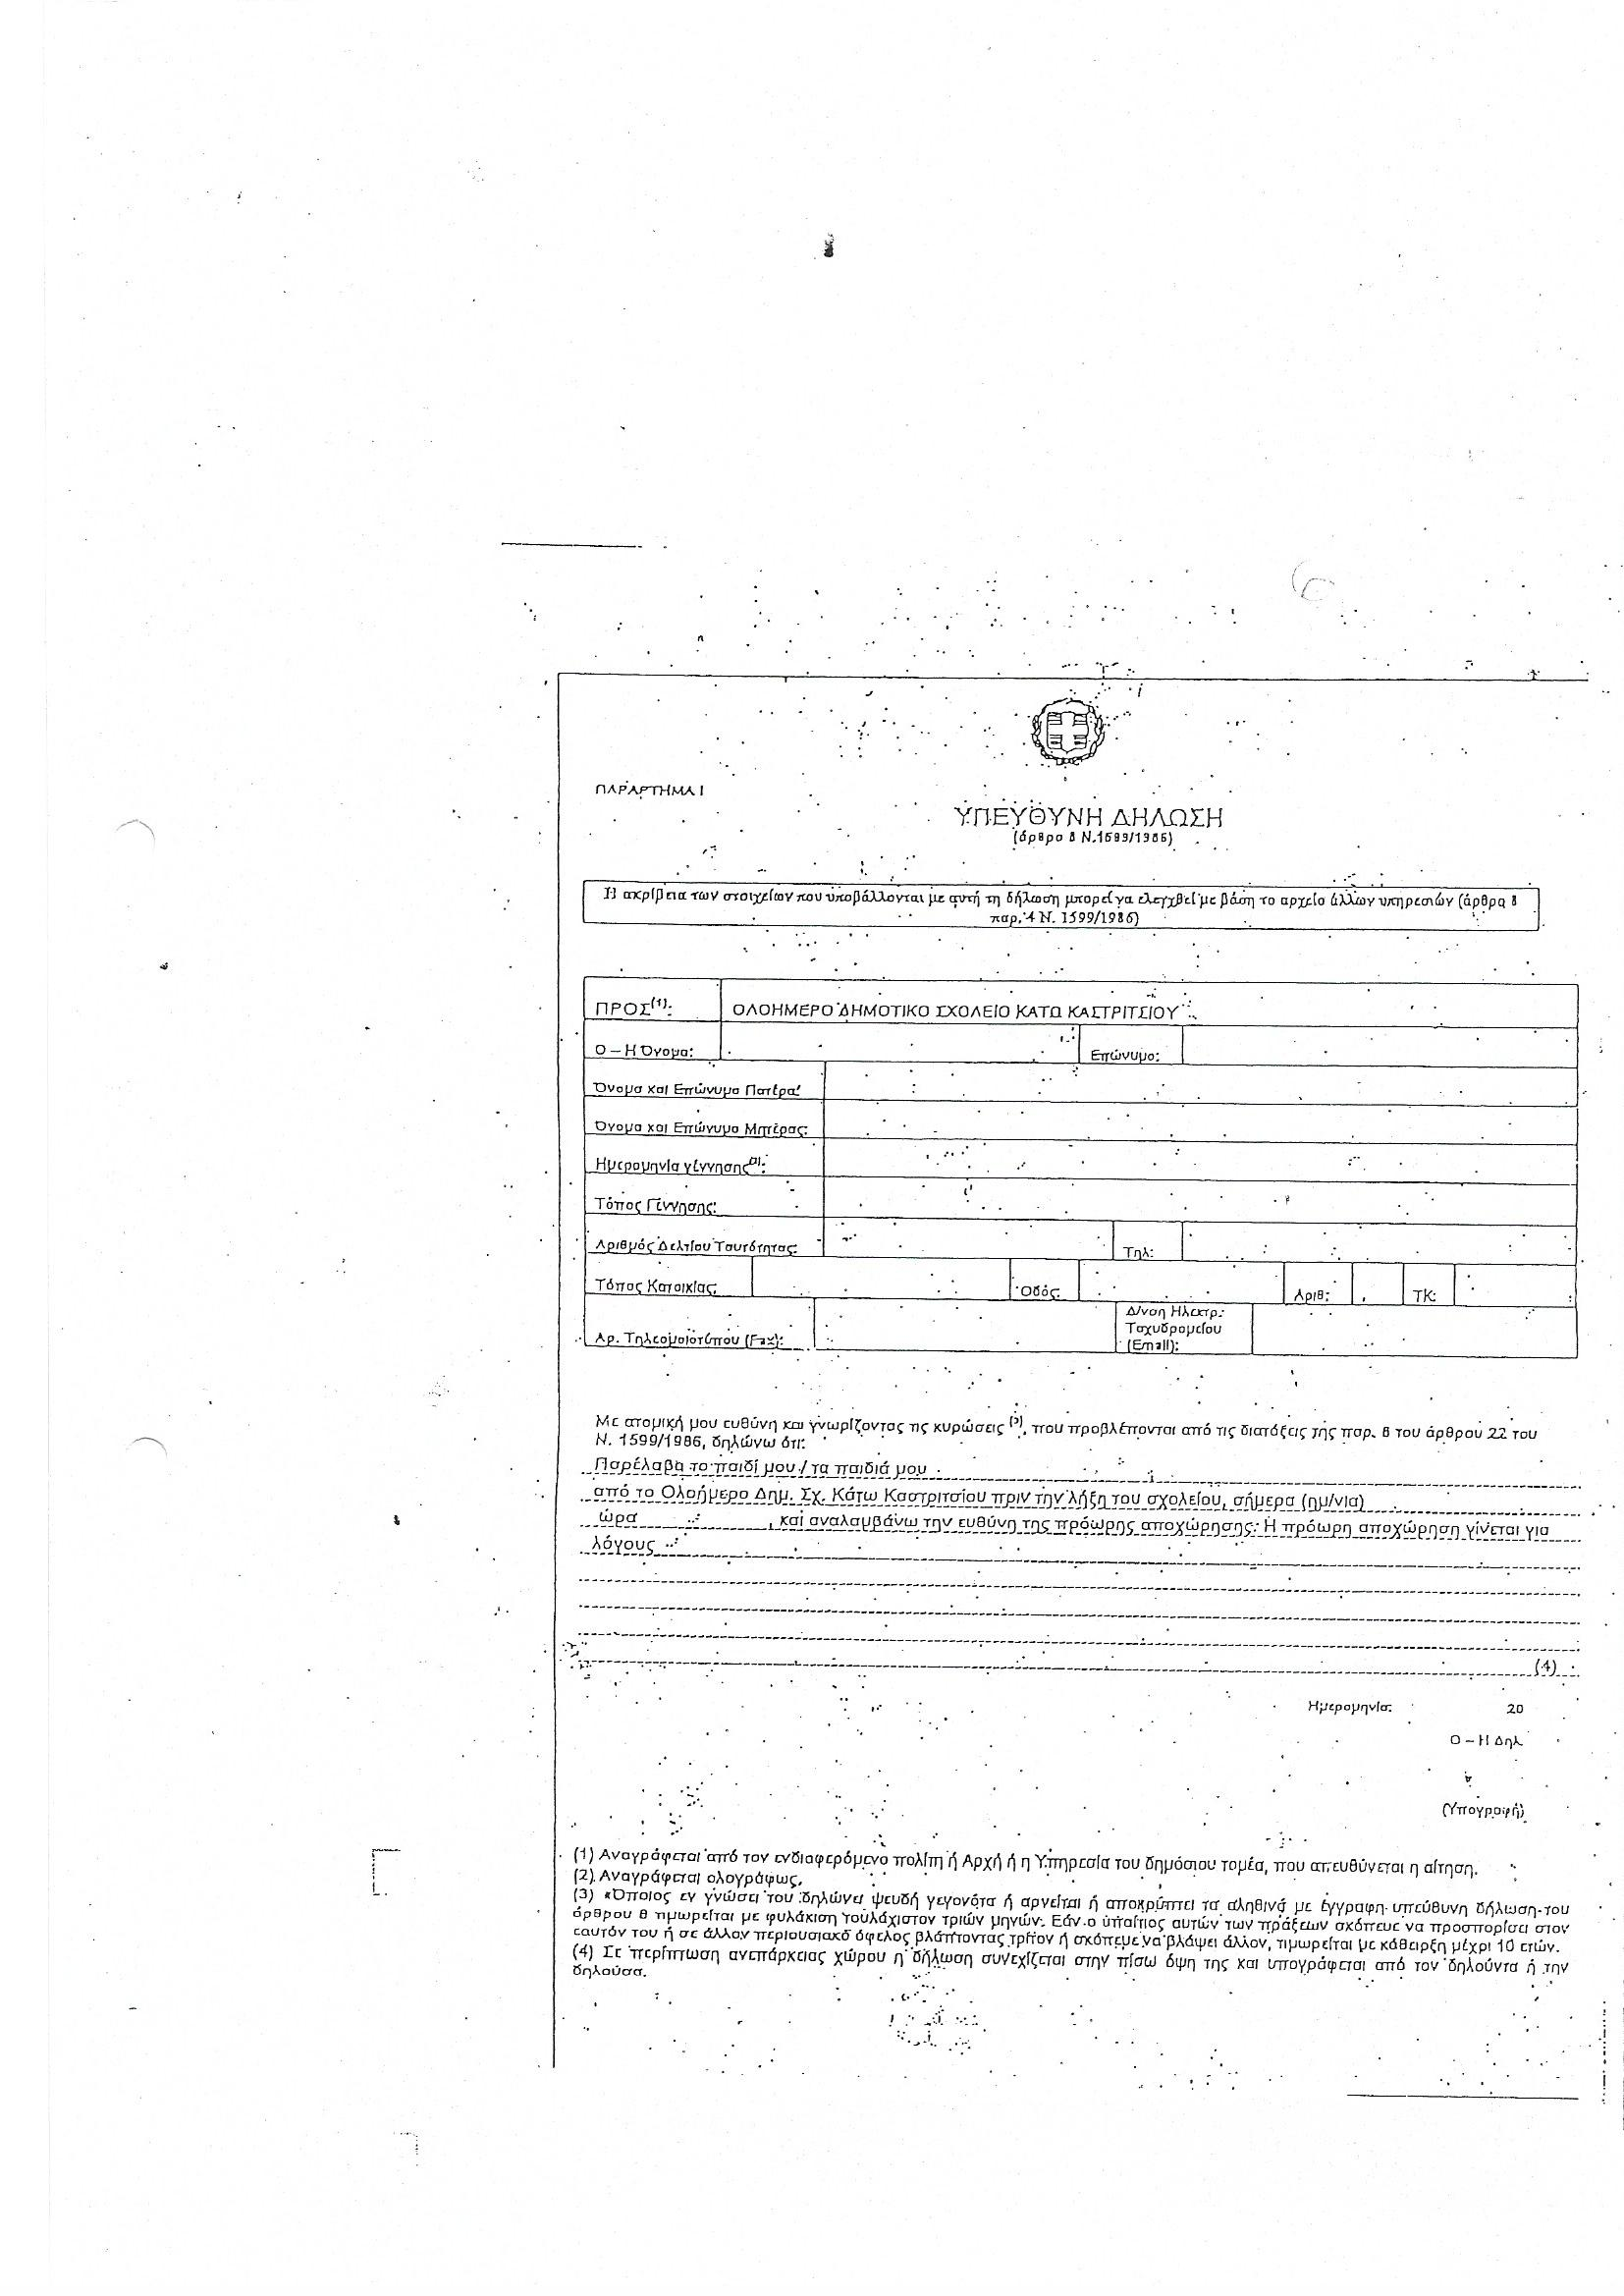 ΠΑΡΑΡΤΗΜΑ Ι
ΥΠΕΥΘΥΝΗ ΔΗΛΩΣΗ
(άρθρο 8 Ν.1599/1986)
Η ακρίβεια των στοιχείων που υποβάλλονται με αυτή τη δήλωση μπορεί να ελεγχθεί με βάση το αρχείο άλλων υπηρεσιών (άρθρο 8
παρ. 4 Ν. 1599/1986)
ΠΡΟΣ(1): ΟΛΟΗΜΕΡΟ ΔΗΜΟΤΙΚΟ ΣΧΟΛΕΙΟ ΚΑΤΩ ΚΑΣΤΡΙΤΣΙΟΥ
Ο – Η Όνομα: Επώνυμο:
Όνομα και Επώνυμο Πατέρα:
Όνομα και Επώνυμο Μητέρας:
Ημερομηνία γέννησης(2):
Τόπος Γέννησης:
Αριθμός Δελτίου Ταυτότητας: Τηλ:
Τόπος Κατοικίας: Οδός: Αριθ: ΤΚ:
Αρ. Τηλεομοιοτύπου (Fax): Δ/νση Ηλεκτρ.
Ταχυδρομείου
(Email):
Με ατομική μου ευθύνη και γνωρίζοντας τις κυρώσεις (3), που προβλέπονται από τις διατάξεις της παρ. 6 του άρθρου 22 του
Ν. 1599/1986, δηλώνω ότι:
Παρέλαβα το παιδί μου / τα παιδιά μου
από το Ολοήμερο Δημ. Σχ. Κάτω Καστριτσίου πριν την λήξη του σχολείου, σήμερα (ημ/νία)
ώρα , και αναλαμβάνω την ευθύνη της πρόωρης αποχώρησης. Η πρόωρη αποχώρηση γίνεται για
λόγους
(4)
Ημερομηνία: 20
Ο – Η Δηλ
(Υπογραφή)
(1) Αναγράφεται από τον ενδιαφερόμενο πολίτη ή Αρχή ή η Υπηρεσία του δημόσιου τομέα, που απευθύνεται η αίτηση.
(2) Αναγράφεται ολογράφως.
(3) «Όποιος εν γνώσει του δηλώνει ψευδή γεγονότα ή αρνείται ή αποκρύπτει τα αληθινά με έγγραφη υπεύθυνη δήλωση του
άρθρου 8 τιμωρείται με φυλάκιση τουλάχιστον τριών μηνών. Εάν ο υπαίτιος αυτών των πράξεων σκόπευε να προσπορίσει στον
εαυτόν του ή σε άλλον περιουσιακό όφελος βλάπτοντας τρίτον ή σκόπευε να βλάψει άλλον, τιμωρείται με κάθειρξη μέχρι 10 ετών.
(4) Σε περίπτωση ανεπάρκειας χώρου η δήλωση συνεχίζεται στην πίσω όψη της και υπογράφεται από τον δηλούντα ή την
δηλούσα.